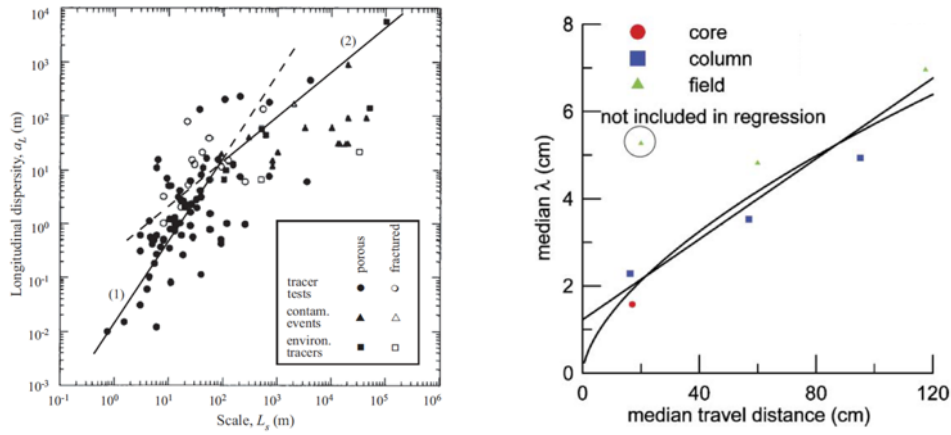 Longitudinal dispersity, a_L (m)
10^4
10^3
10^2
10^1
10^0
10^-1
10^-2
10^-3
(2)
(1)
porous
fractured
tracer
tests
contam.
events
environ.
tracers
10^-1
10^0
10^1
10^2
10^3
10^4
10^5
10^6
Scale, L_s (m)
median λ (cm)
8
6
4
2
0
core
column
field
not included in regression
0
40
80
120
median travel distance (cm)